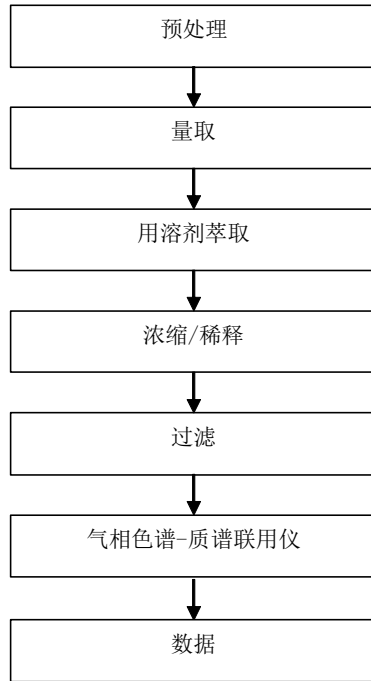 预处理
量取
用溶剂萃取
浓缩/稀释
过滤
气相色谱-质谱联用仪
数据